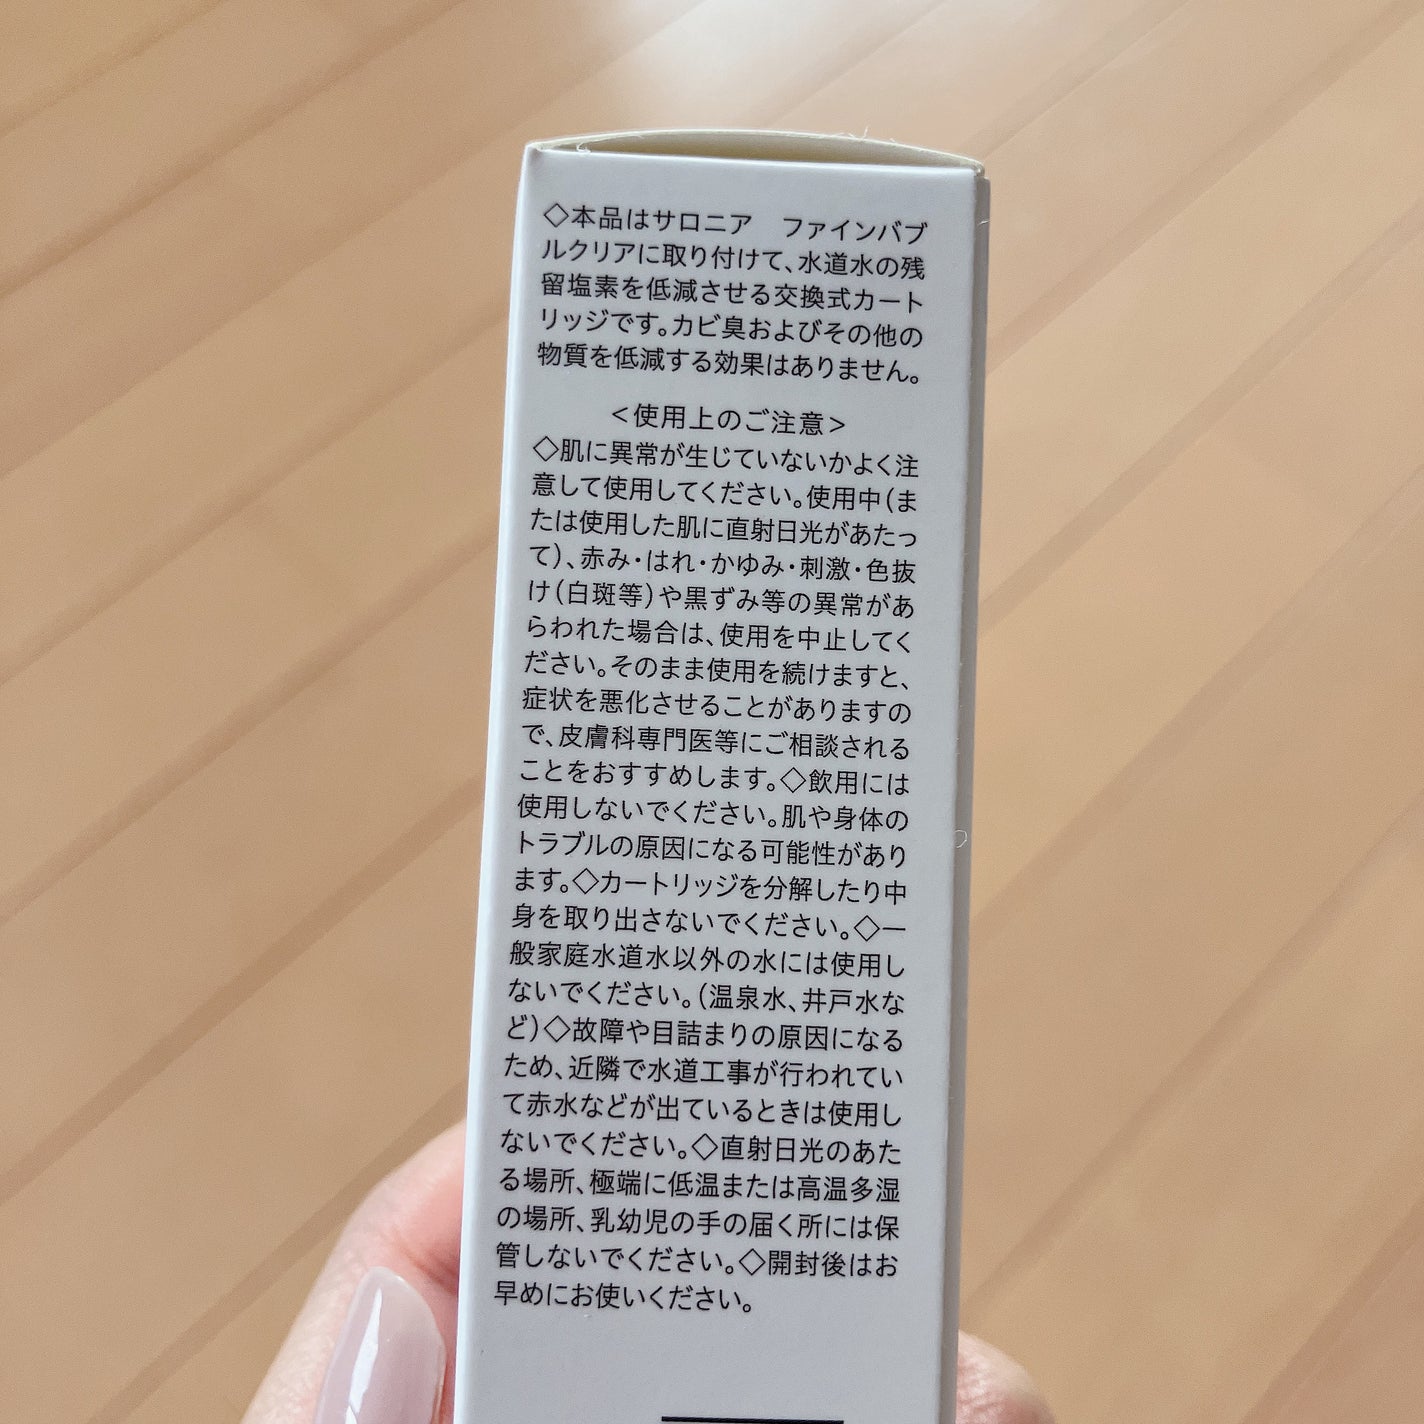 ◇本品はサロニア　ファインバブ
ルクリアに取り付けて、水道水の残
留塩素を低減させる交換式カート
リッジです。カビ臭およびその他の
物質を低減する効果はありません。
＜使用上のご注意＞
◇肌に異常が生じていないかよく注
意して使用してください。使用中（ま
たは使用した肌に直射日光があたっ
て）、赤み・はれ・かゆみ・刺激・色抜
け（白斑等）や黒ずみ等の異常があ
らわれた場合は、使用を中止してく
ださい。そのまま使用を続けますと、
症状を悪化させることがありますの
で、皮膚科専門医等にご相談される
ことをおすすめします。◇飲用には
使用しないでください。肌や身体の
トラブルの原因になる可能性があり
ます。◇カートリッジを分解したり中
身を取り出さないでください。◇一
般家庭水道水以外の水には使用し
ないでください。（温泉水、井戸水な
ど）◇故障や目詰まりの原因になる
ため、近隣で水道工事が行われてい
て赤水などが出ているときは使用し
ないでください。◇直射日光のあた
る場所、極端に低温または高温多湿
の場所、乳幼児の手の届く所には保
管しないでください。◇開封後はお
早めにお使いください。